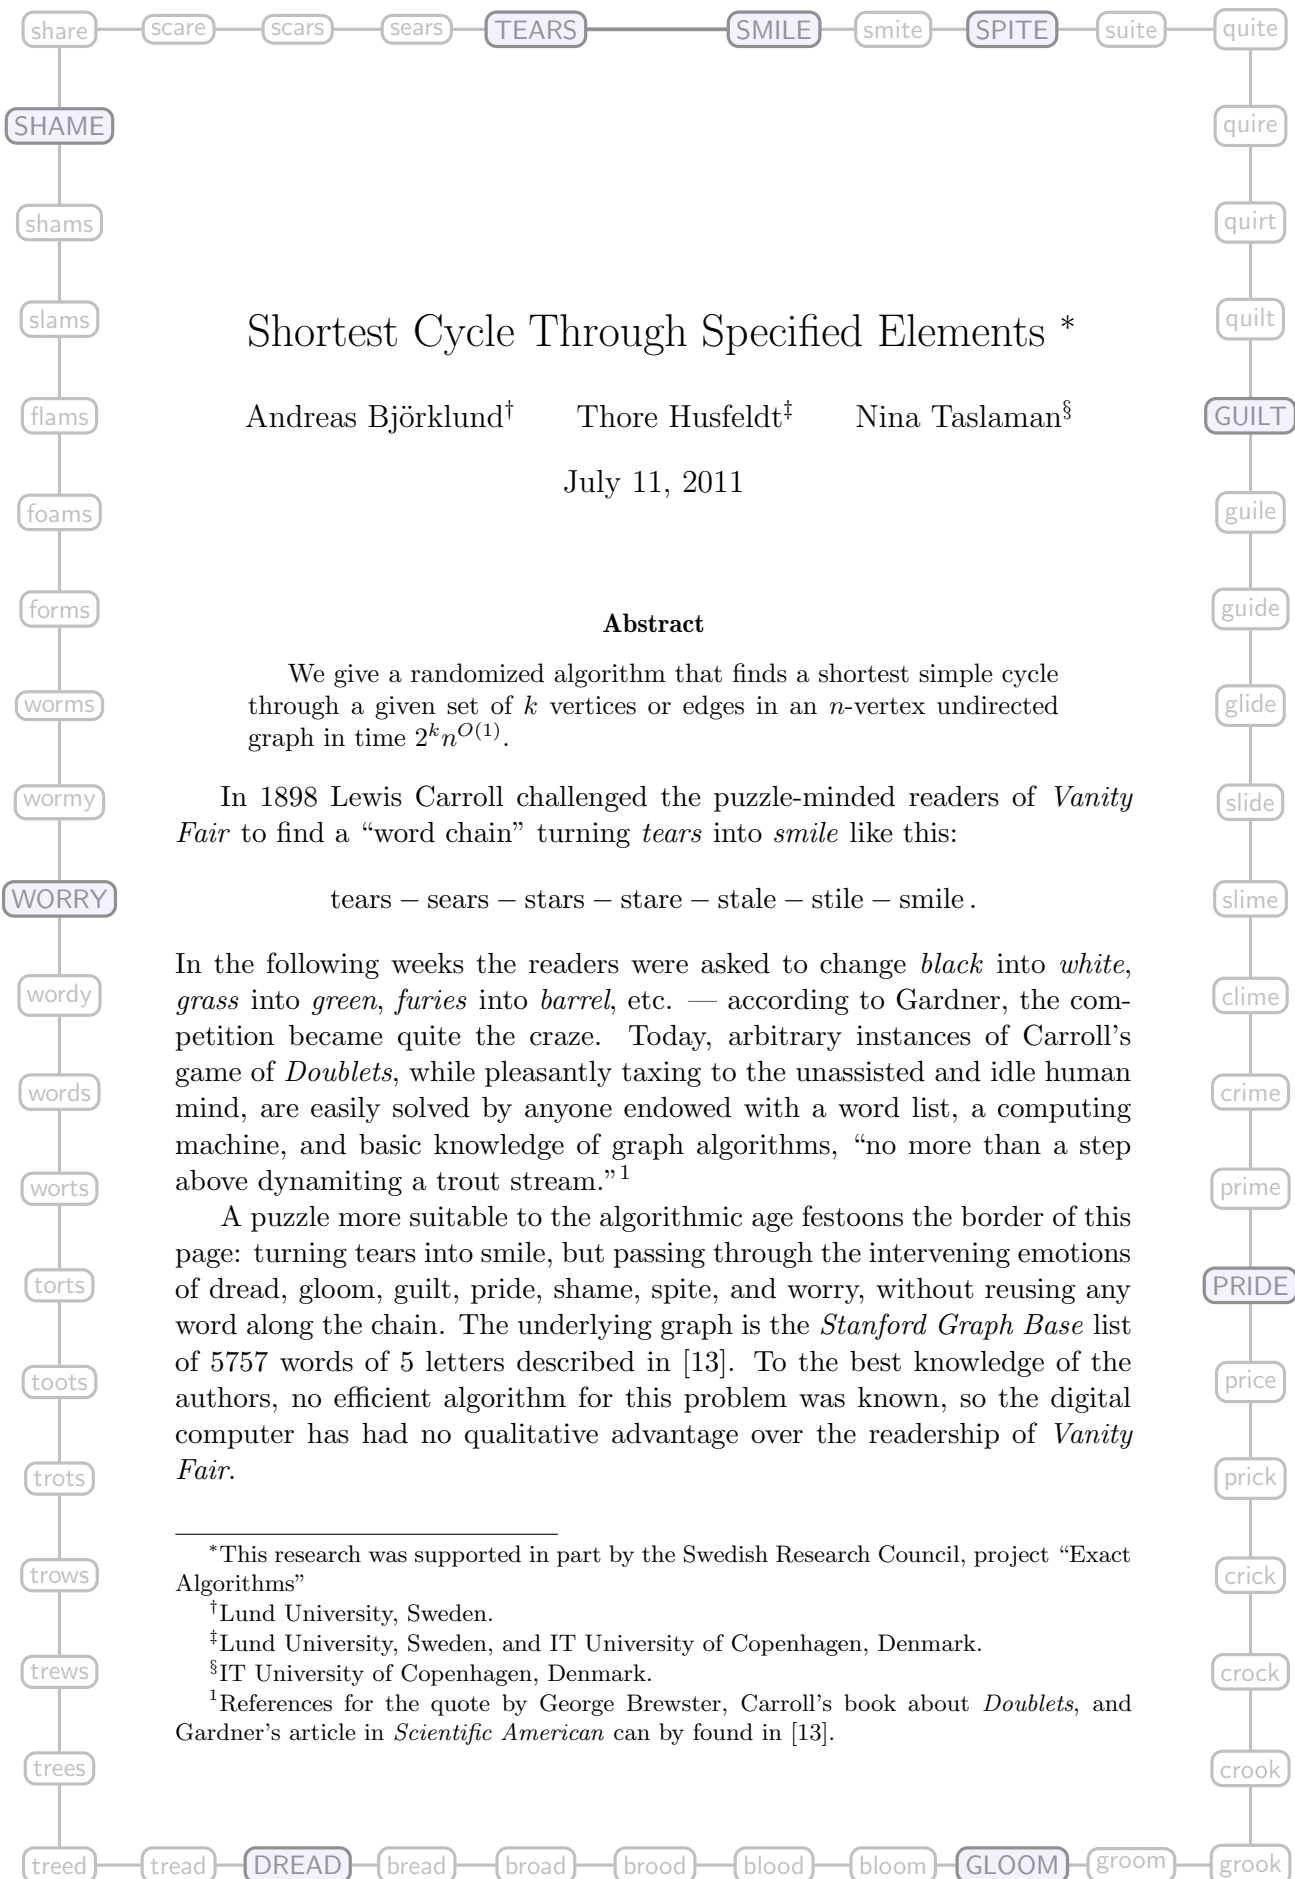 share scare scars sears TEARS SMILE smite SPITE suite quite
SHAME quire
shams quirt
slams quilt
Shortest Cycle Through Specified Elements *
flams GUILT
Andreas Björklund† Thore Husfeldt‡ Nina Taslaman§
July 11, 2011
foams guile
forms guide
Abstract
We give a randomized algorithm that finds a shortest simple cycle
through a given set of k vertices or edges in an n-vertex undirected
graph in time 2^k n^{O(1)}.
worms glide
wormy slide
In 1898 Lewis Carroll challenged the puzzle-minded readers of Vanity
Fair to find a “word chain” turning tears into smile like this:
WORRY slime
tears – sears – stars – stare – stale – stile – smile .
In the following weeks the readers were asked to change black into white,
grass into green, furies into barrel, etc. — according to Gardner, the com-
petition became quite the craze. Today, arbitrary instances of Carroll’s
game of Doublets, while pleasantly taxing to the unassisted and idle human
mind, are easily solved by anyone endowed with a word list, a computing
machine, and basic knowledge of graph algorithms, “no more than a step
above dynamiting a trout stream.”1
wordy clime
words crime
worts prime
A puzzle more suitable to the algorithmic age festoons the border of this
page: turning tears into smile, but passing through the intervening emotions
of dread, gloom, guilt, pride, shame, spite, and worry, without reusing any
word along the chain. The underlying graph is the Stanford Graph Base list
of 5757 words of 5 letters described in [13]. To the best knowledge of the
authors, no efficient algorithm for this problem was known, so the digital
computer has had no qualitative advantage over the readership of Vanity
Fair.
torts PRIDE
toots price
trots prick
*This research was supported in part by the Swedish Research Council, project “Exact
Algorithms”
†Lund University, Sweden.
‡Lund University, Sweden, and IT University of Copenhagen, Denmark.
§IT University of Copenhagen, Denmark.
1References for the quote by George Brewster, Carroll’s book about Doublets, and
Gardner’s article in Scientific American can by found in [13].
trows crick
trews crock
trees crook
treed tread DREAD bread broad brood blood bloom GLOOM groom grook